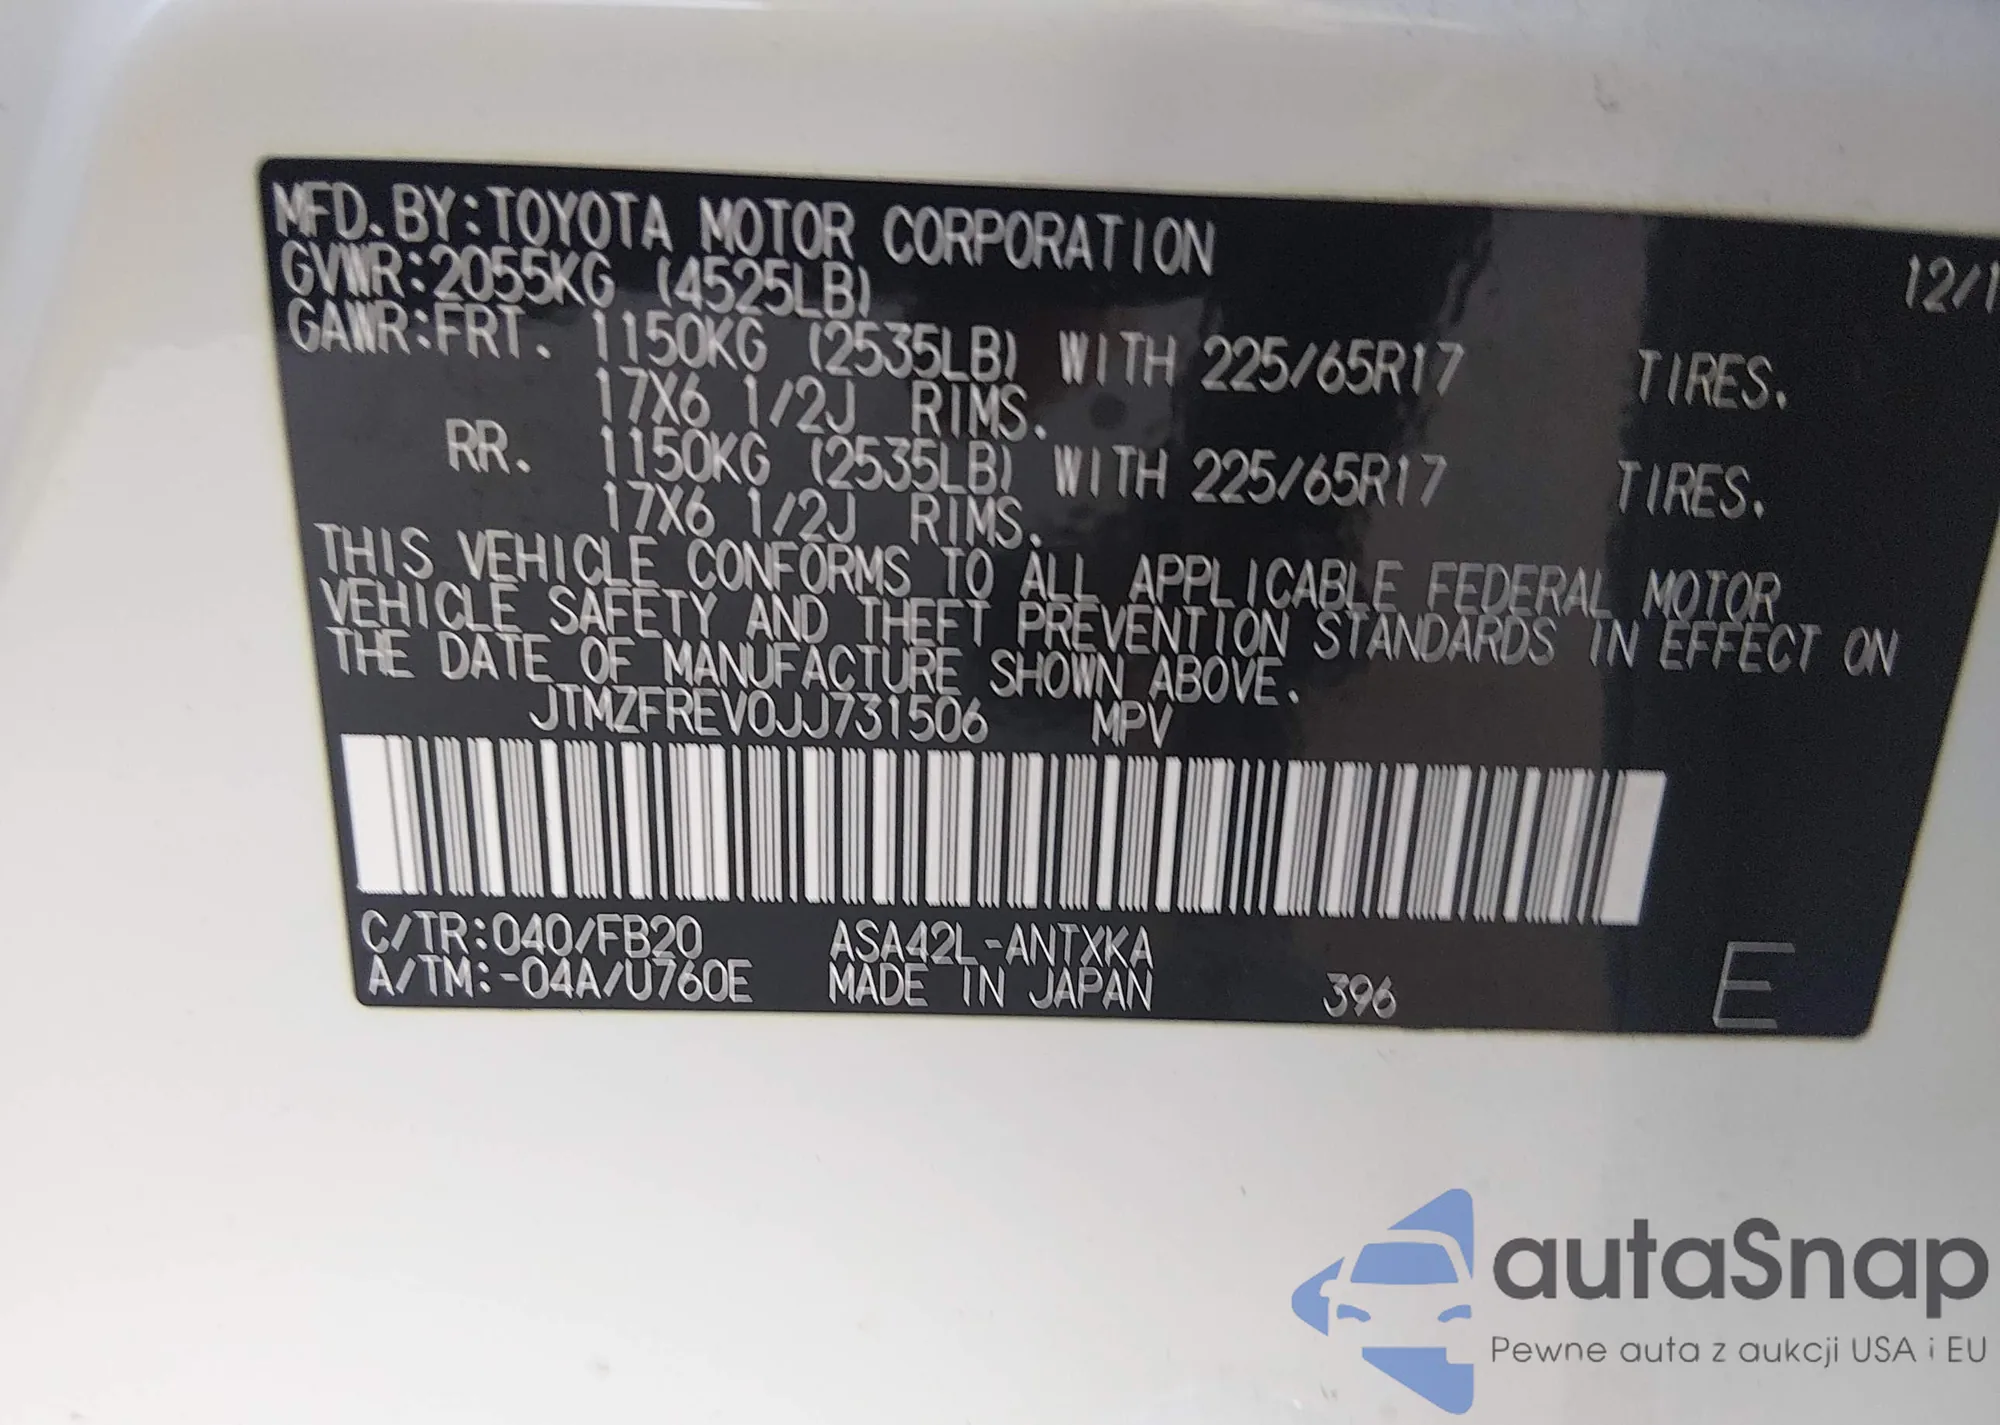 MFD. BY: TOYOTA MOTOR CORPORATION 12/1
GVWR: 2055KG (4525LB)
GAWR: FRT. 1150KG (2535LB) WITH 225/65R17 TIRES.
17X6 1/2J RIMS.
RR. 1150KG (2535LB) WITH 225/65R17 TIRES.
17X6 1/2J RIMS.
THIS VEHICLE CONFORMS TO ALL APPLICABLE FEDERAL MOTOR
VEHICLE SAFETY AND THEFT PREVENTION STANDARDS IN EFFECT ON
THE DATE OF MANUFACTURE SHOWN ABOVE.
JTMZFREV0JJ731506 MPV
C/TR: 040/FB20 ASA42L-ANTXKA
A/TM: -04A/U760E MADE IN JAPAN 396 E
autaSnap
Pewne auta z aukcji USA i EU